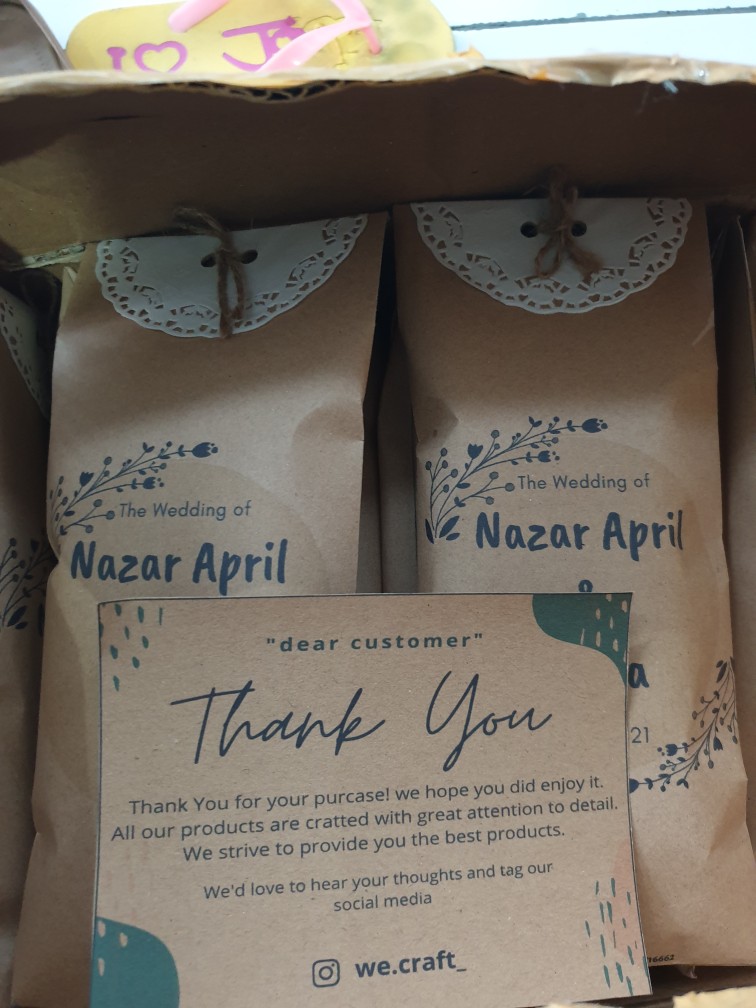 I
The Wedding of
Nazar April
The Wedding of
Nazar April
&
a
21
"dear customer"
Thank You
Thank You for your purcase! we hope you did enjoy it.
All our products are cratted with great attention to detail.
We strive to provide you the best products.
We'd love to hear your thoughts and tag our
social media
we.craft_